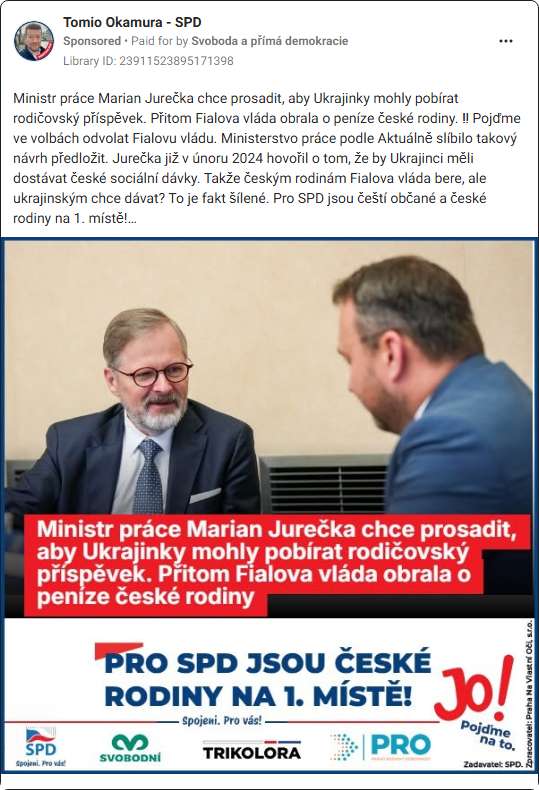 Tomio Okamura - SPD
Sponsored • Paid for by Svoboda a přímá demokracie
Library ID: 23911523895171398
Ministr práce Marian Jurečka chce prosadit, aby Ukrajinky mohly pobírat
rodičovský příspěvek. Přitom Fialova vláda obrala o peníze české rodiny. ‼ Pojďme
ve volbách odvolat Fialovu vládu. Ministerstvo práce podle Aktuálně slíbilo takový
návrh předložit. Jurečka již v únoru 2024 hovořil o tom, že by Ukrajinci měli
dostávat české sociální dávky. Takže českým rodinám Fialova vláda bere, ale
ukrajinským chce dávat? To je fakt šílené. Pro SPD jsou čeští občané a české
rodiny na 1. místě!...
Ministr práce Marian Jurečka chce prosadit,
aby Ukrajinky mohly pobírat rodičovský
příspěvek. Přitom Fialova vláda obrala o
peníze české rodiny
PRO SPD JSOU ČESKÉ
RODINY NA 1. MÍSTĚ!
Spojeni. Pro vás!
Jo!
Pojďme
na to.
SPD
Spojeni. Pro vás!
SVOBODNÍ
TRIKOLORA
PRO
Zadavatel: SPD.
Zpracovatel: Praha Na Vlastní Oči, s.r.o.